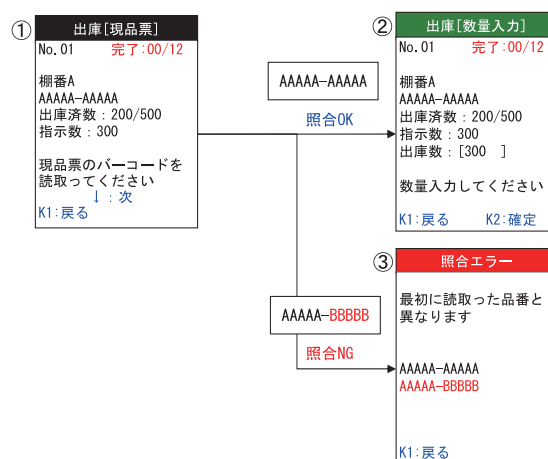 ①
出庫[現品票]
No.01 完了:00/12
棚番A
AAAAA-AAAAA
出庫済数：200/500
指示数：300
現品票のバーコードを
読取ってください
↓：次
K1:戻る
AAAAA-AAAAA
照合OK
②
出庫[数量入力]
No.01 完了:00/12
棚番A
AAAAA-AAAAA
出庫済数：200/500
指示数：300
出庫数：[300 ]
数量入力してください
K1:戻る K2:確定
AAAAA-BBBBB
照合NG
③
照合エラー
最初に読取った品番と
異なります
AAAAA-AAAAA
AAAAA-BBBBB
K1:戻る